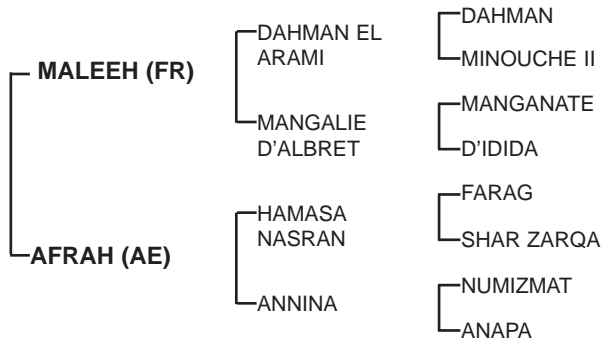 MALEEH (FR)
AFRAH (AE)
DAHMAN EL
ARAMI
MANGALIE
D'ALBRET
HAMASA
NASRAN
ANNINA
DAHMAN
MINOUCHE II
MANGANATE
D'IDIDA
FARAG
SHAR ZARQA
NUMIZMAT
ANAPA